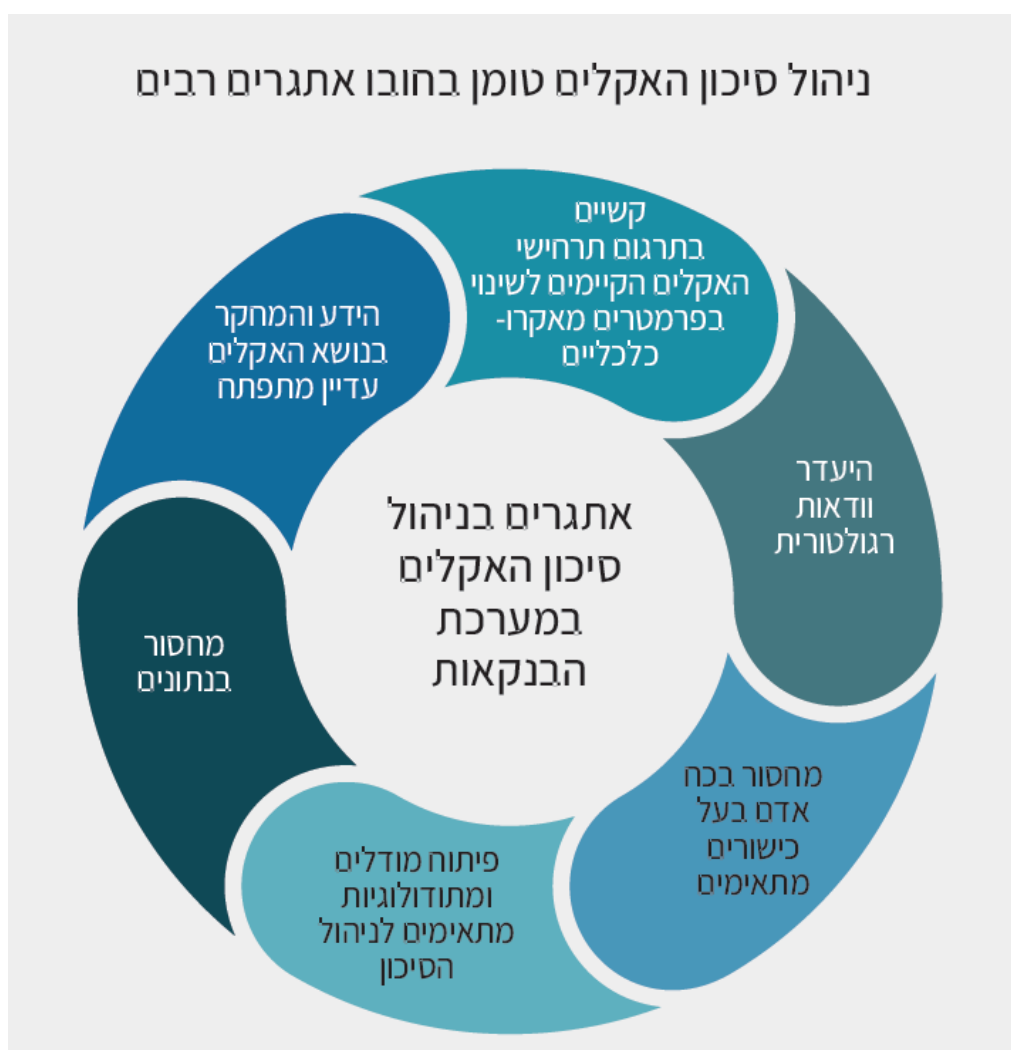 ניהול סיכון האקלים טומן בחובו אתגרים רבים
קשיים
בתרגום תרחישי
האקלים הקיימים לשינוי
בפרמטרים מאקרו-
כלכליים
היעדר
וודאות
רגולטורית
מחסור בכח
אדם בעל
כישורים
מתאימים
פיתוח מודלים
ומתודולוגיות
מתאימים לניהול
הסיכון
מחסור
בנתונים
הידע והמחקר
בנושא האקלים
עדיין מתפתח
אתגרים בניהול
סיכון האקלים
במערכת
הבנקאות